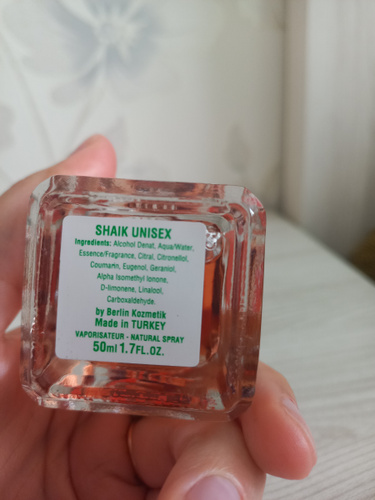 SHAIK UNISEX
Ingredients: Alcohol Denat, Aqua/Water,
Essence/Fragrance, Citral, Citronellol,
Coumarin, Eugenol, Geraniol,
Alpha Isomethyl Ionone,
D-limonene, Linalool,
Carboxaldehyde.
by Berlin Kozmetik
Made in TURKEY
VAPORISATEUR - NATURAL SPRAY
50ml 1.7FL.OZ.